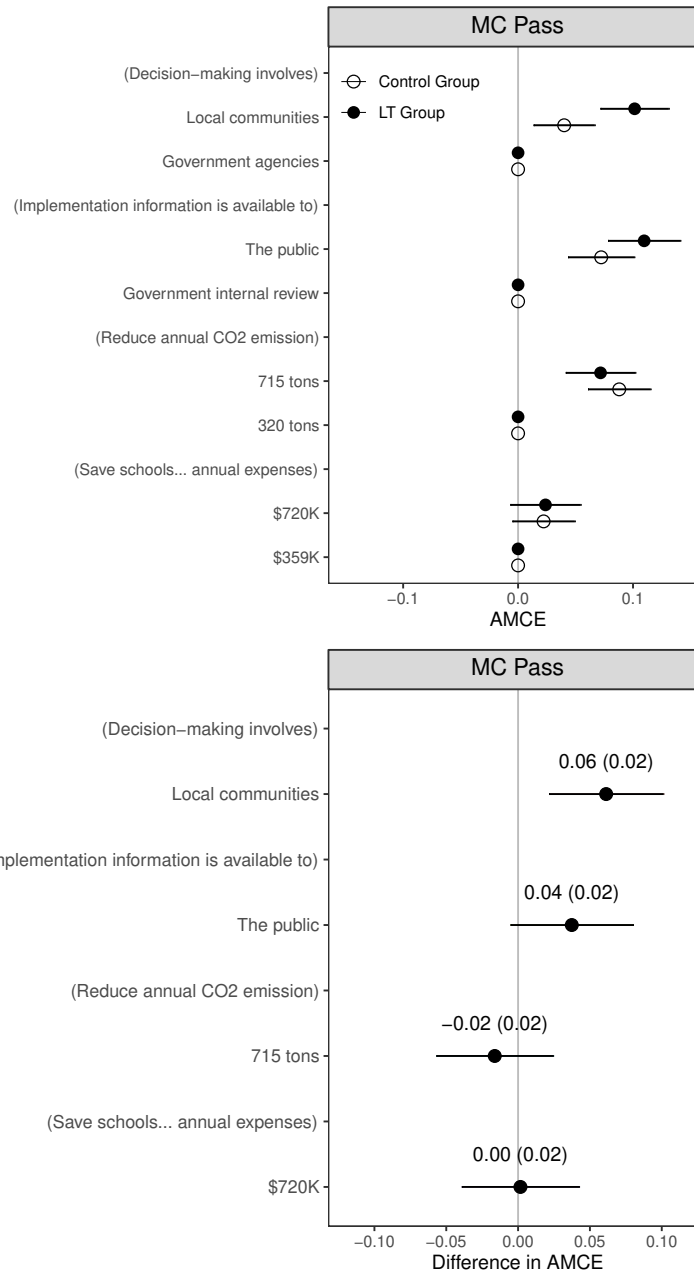 MC Pass
(Decision−making involves)
Control Group
LT Group
Local communities
Government agencies
(Implementation information is available to)
The public
Government internal review
(Reduce annual CO2 emission)
715 tons
320 tons
(Save schools... annual expenses)
$720K
$359K
−0.1 0.0 0.1
AMCE
MC Pass
(Decision−making involves)
0.06 (0.02)
Local communities
mplementation information is available to)
0.04 (0.02)
The public
(Reduce annual CO2 emission)
−0.02 (0.02)
715 tons
(Save schools... annual expenses)
0.00 (0.02)
$720K
−0.10 −0.05 0.00 0.05 0.10
Difference in AMCE